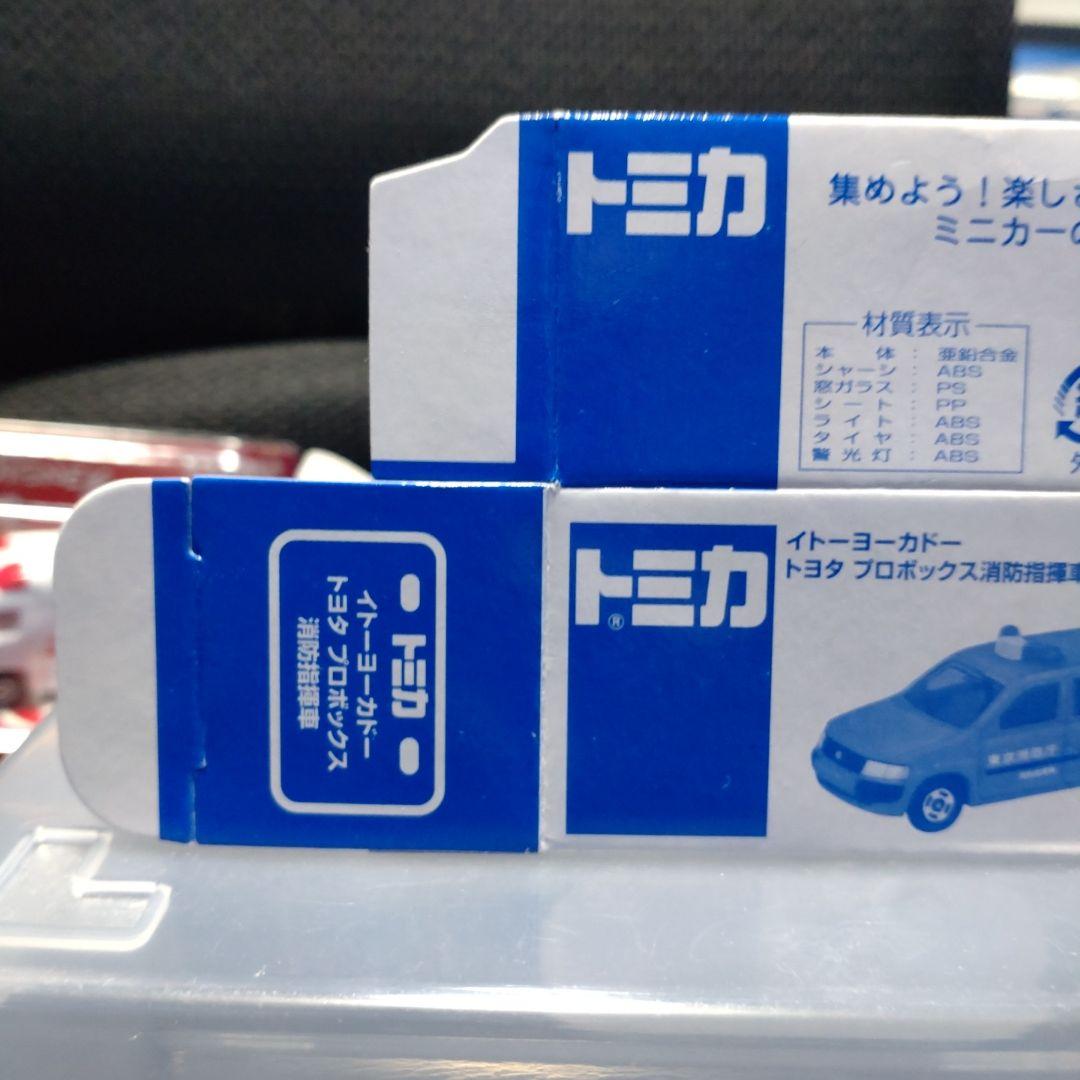 トミカ
集めよう！楽し
ミニカーの
材質表示
本体：亜鉛合金
シャーシ：ABS
窓ガラス：PS
シート：PP
ライト：ABS
タイヤ：ABS
警光灯：ABS
トミカ
イトーヨーカドー
トヨタ プロボックス
消防指揮車
トミカ®
イトーヨーカドー
トヨタ プロボックス消防指揮車
東京消防庁